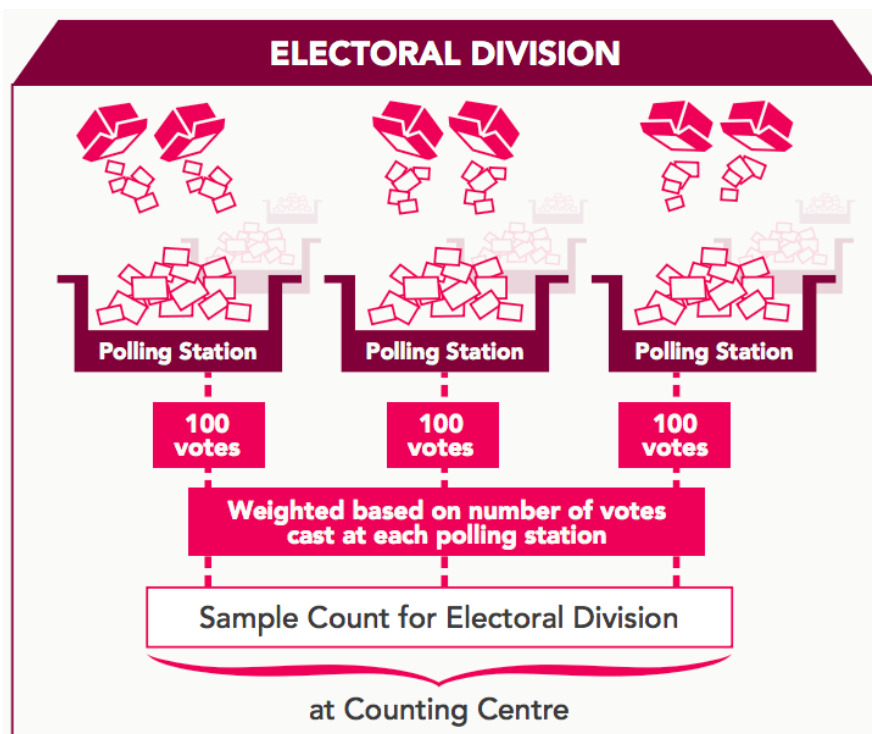 ELECTORAL DIVISION
Polling Station
Polling Station
Polling Station
100
votes
100
votes
100
votes
Weighted based on number of votes
cast at each polling station
Sample Count for Electoral Division
at Counting Centre